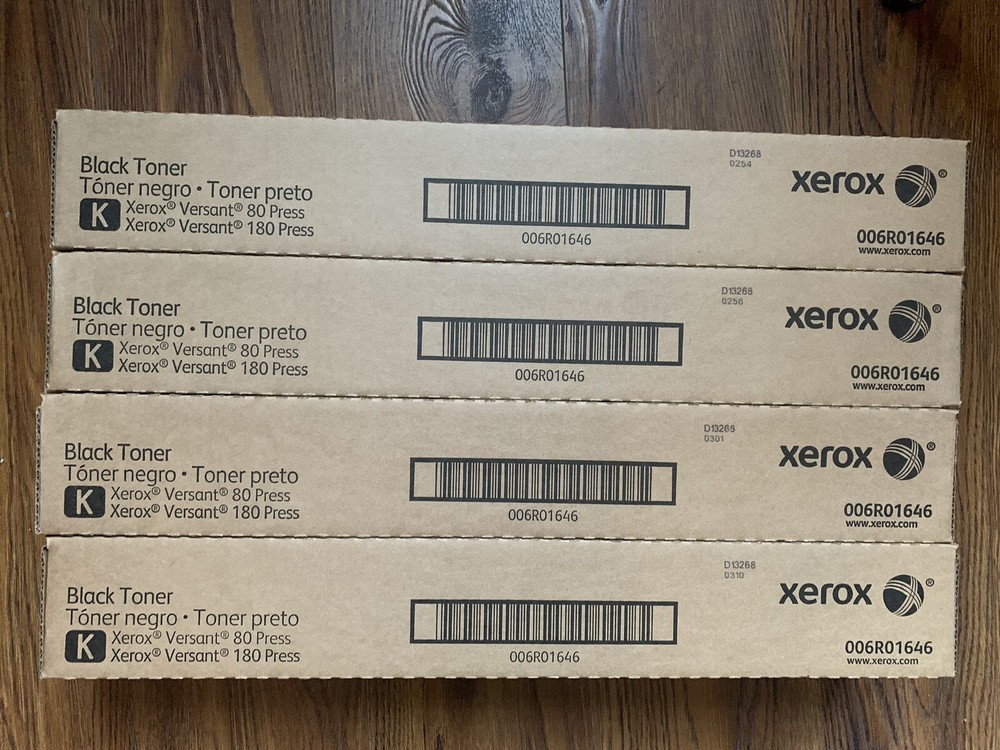 Black Toner
Tóner negro • Toner preto
K
Xerox® Versant® 80 Press
Xerox® Versant® 180 Press
006R01646
D13268
0254
xerox®
006R01646
www.xerox.com
Black Toner
Tóner negro • Toner preto
K
Xerox® Versant® 80 Press
Xerox® Versant® 180 Press
006R01646
D13268
0256
xerox®
006R01646
www.xerox.com
Black Toner
Tóner negro • Toner preto
K
Xerox® Versant® 80 Press
Xerox® Versant® 180 Press
006R01646
D13268
0301
xerox®
006R01646
www.xerox.com
Black Toner
Tóner negro • Toner preto
K
Xerox® Versant® 80 Press
Xerox® Versant® 180 Press
006R01646
D13268
0310
xerox®
006R01646
www.xerox.com